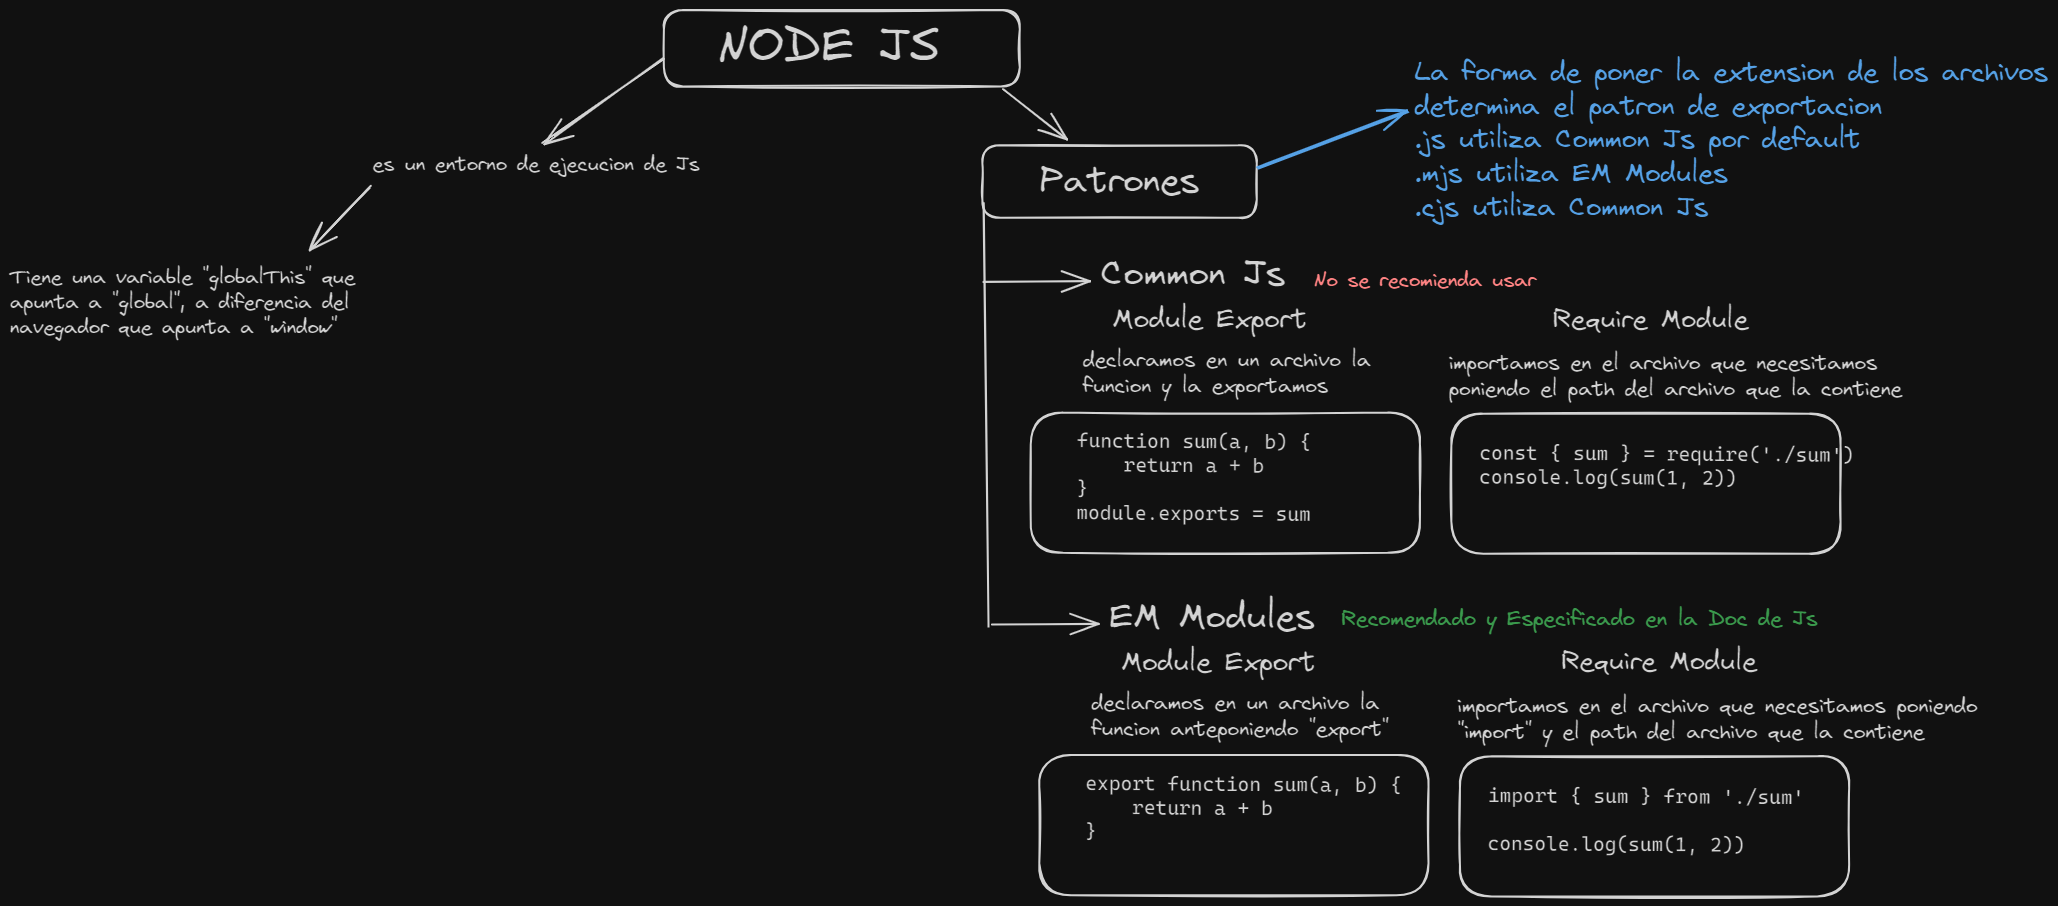 NODE JS
es un entorno de ejecucion de Js
Tiene una variable "globalThis" que
apunta a "global", a diferencia del
navegador que apunta a "window"
Patrones
La forma de poner la extension de los archivos
determina el patron de exportacion
.js utiliza Common Js por default
.mjs utiliza EM Modules
.cjs utiliza Common Js
Common Js
No se recomienda usar
Module Export
declaramos en un archivo la
funcion y la exportamos
function sum(a, b) {
    return a + b
}
module.exports = sum
Require Module
importamos en el archivo que necesitamos
poniendo el path del archivo que la contiene
const { sum } = require('./sum')
console.log(sum(1, 2))
EM Modules
Recomendado y Especificado en la Doc de Js
Module Export
declaramos en un archivo la
funcion anteponiendo "export"
export function sum(a, b) {
    return a + b
}
Require Module
importamos en el archivo que necesitamos poniendo
"import" y el path del archivo que la contiene
import { sum } from './sum'
console.log(sum(1, 2))